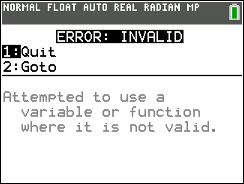 NORMAL FLOAT AUTO REAL RADIAN MP
ERROR: INVALID
1:Quit
2:Goto
Attempted to use a
variable or function
where it is not valid.